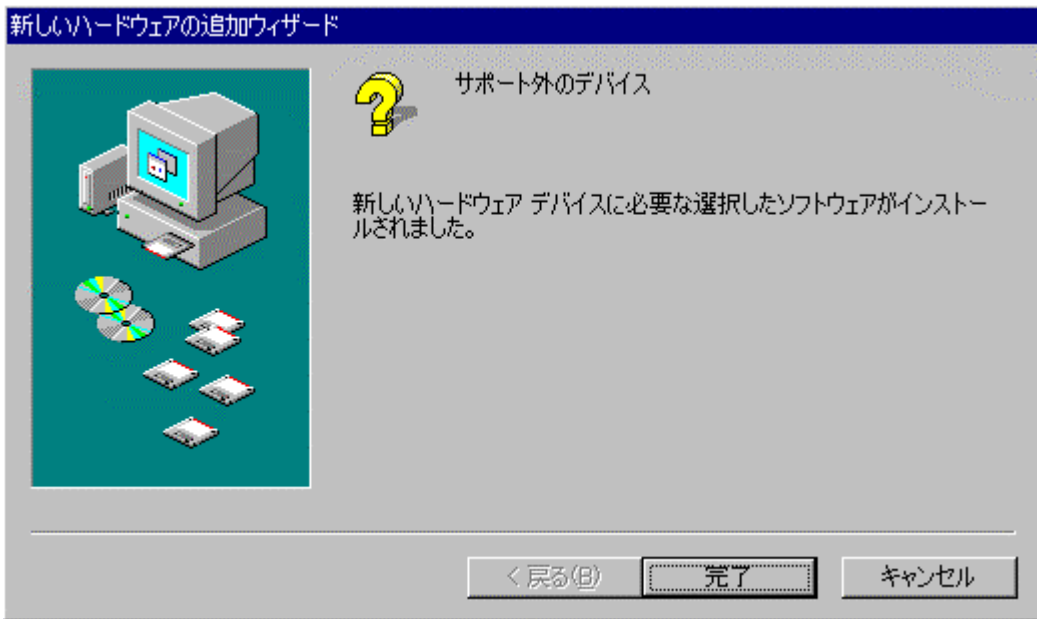 新しいハードウェアの追加ウィザード
サポート外のデバイス
新しいハードウェア デバイスに必要な選択したソフトウェアがインストー
ルされました。
< 戻る(B)
完了
キャンセル